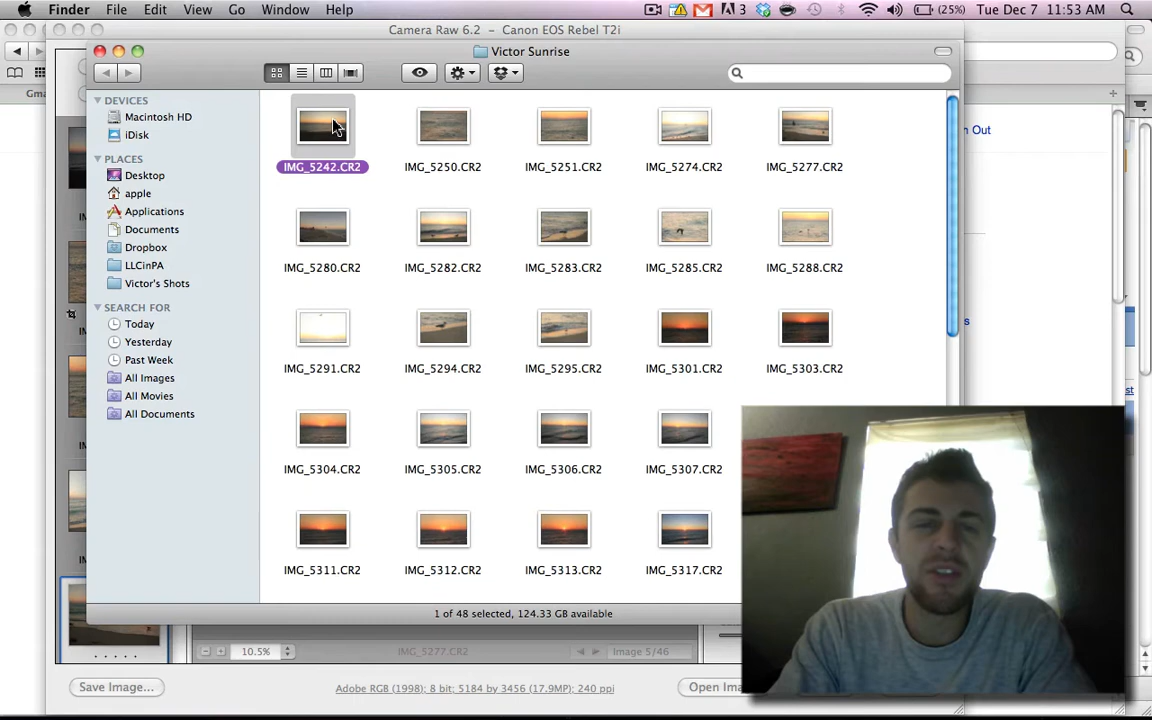 Finder File Edit View Go Window Help 3 (25%) Tue Dec 7 11:53 AM
Camera Raw 6.2 – Canon EOS Rebel T2i
Victor Sunrise
Gma
DEVICES
Macintosh HD
iDisk
PLACES
Desktop
apple
Applications
Documents
Dropbox
LLCinPA
Victor's Shots
SEARCH FOR
Today
Yesterday
Past Week
All Images
All Movies
All Documents
IMG_5242.CR2 IMG_5250.CR2 IMG_5251.CR2 IMG_5274.CR2 IMG_5277.CR2
IMG_5280.CR2 IMG_5282.CR2 IMG_5283.CR2 IMG_5285.CR2 IMG_5288.CR2
IMG_5291.CR2 IMG_5294.CR2 IMG_5295.CR2 IMG_5301.CR2 IMG_5303.CR2
IMG_5304.CR2 IMG_5305.CR2 IMG_5306.CR2 IMG_5307.CR2
IMG_5311.CR2 IMG_5312.CR2 IMG_5313.CR2 IMG_5317.CR2
1 of 48 selected, 124.33 GB available
n Out
s
st
10.5% IMG_5277.CR2 Image 5/46
Save Image... Adobe RGB (1998); 8 bit; 5184 by 3456 (17.9MP); 240 ppi Open Ima